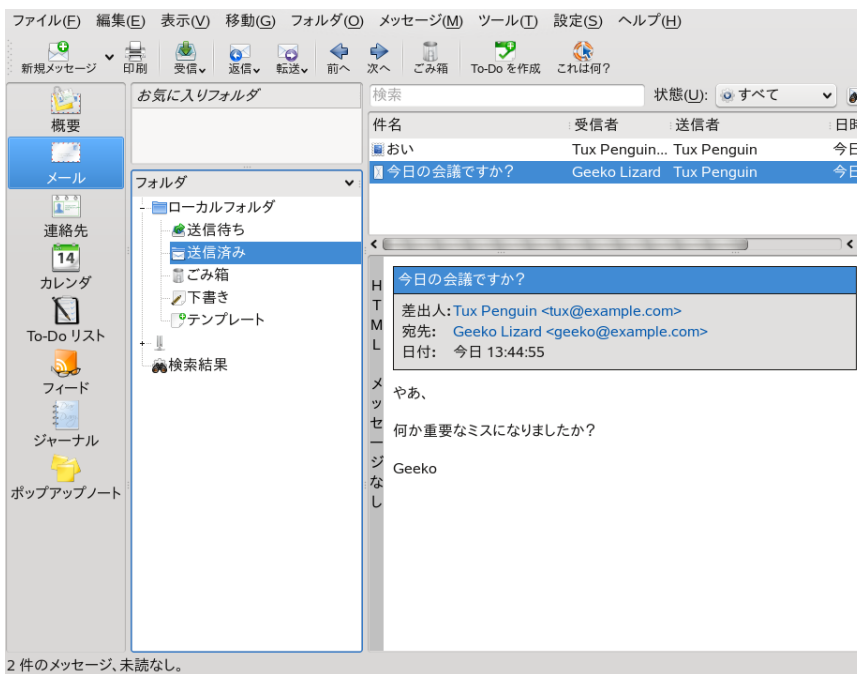 ファイル(F) 編集(E) 表示(V) 移動(G) フォルダ(O) メッセージ(M) ツール(T) 設定(S) ヘルプ(H)
新規メッセージ 印刷 受信 返信 転送 前へ 次へ ごみ箱 To-Do を作成 これは何?
概要
メール
連絡先
14
カレンダ
To-Do リスト
フィード
ジャーナル
ポップアップノート
お気に入りフォルダ
フォルダ
ローカルフォルダ
送信待ち
送信済み
ごみ箱
下書き
テンプレート
検索結果
検索 状態(U): すべて
件名 受信者 送信者 日時
おい Tux Penguin... Tux Penguin 今日
今日の会議ですか? Geeko Lizard Tux Penguin 今日
HTML メッセージなし
今日の会議ですか?
差出人: Tux Penguin <tux@example.com>
宛先: Geeko Lizard <geeko@example.com>
日付: 今日 13:44:55
やあ、
何か重要なミスになりましたか?
Geeko
2 件のメッセージ、未読なし。